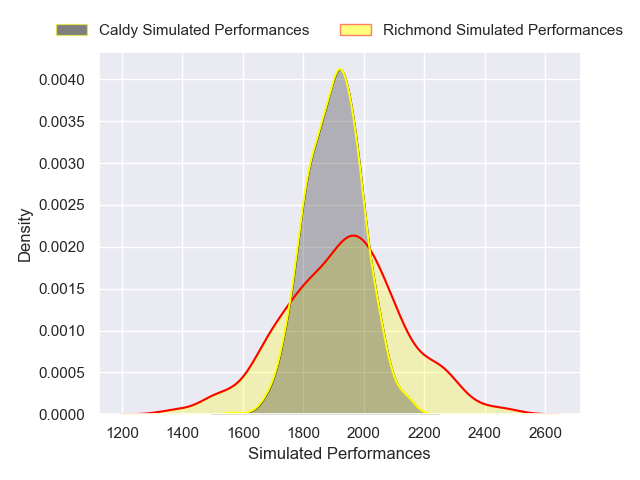 Caldy Simulated Performances
Richmond Simulated Performances
0.0040
0.0035
0.0030
0.0025
0.0020
0.0015
0.0010
0.0005
0.0000
Density
1200 1400 1600 1800 2000 2200 2400 2600
Simulated Performances